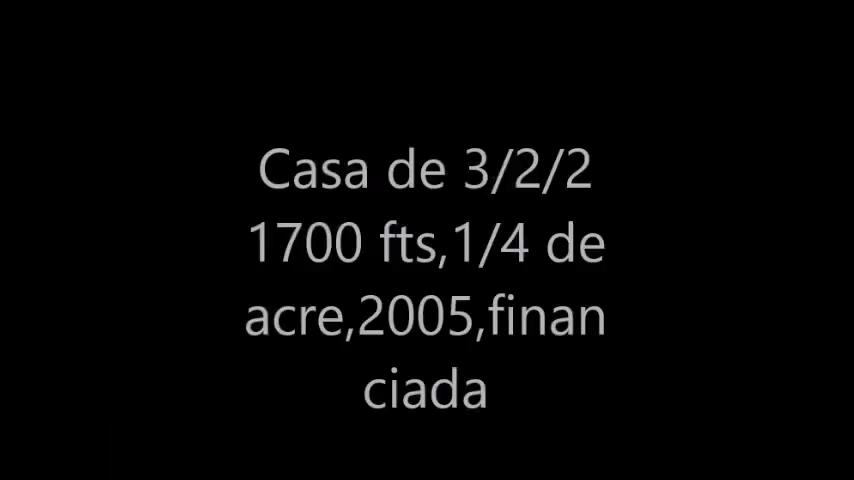 Casa de 3/2/2
1700 fts,1/4 de
acre,2005,finan
ciada